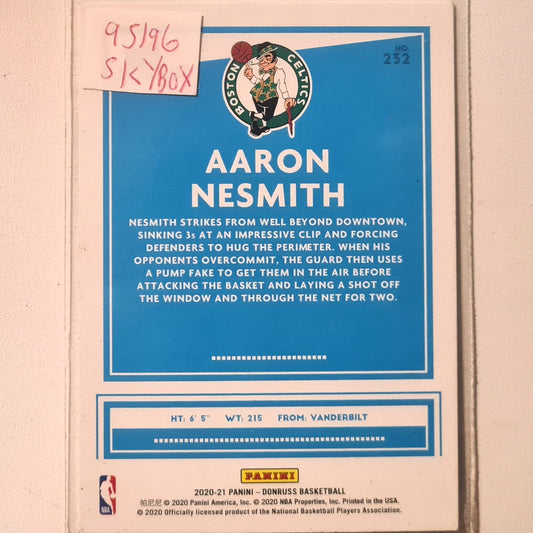 95/96
SKYBOX
BOSTON CELTICS
NO.
232
AARON
NESMITH
NESMITH STRIKES FROM WELL BEYOND DOWNTOWN,
SINKING 3s AT AN IMPRESSIVE CLIP AND FORCING
DEFENDERS TO HUG THE PERIMETER. WHEN HIS
OPPONENTS OVERCOMMIT, THE GUARD THEN USES
A PUMP FAKE TO GET THEM IN THE AIR BEFORE
ATTACKING THE BASKET AND LAYING A SHOT OFF
THE WINDOW AND THROUGH THE NET FOR TWO.
HT: 6' 5" WT: 215 FROM: VANDERBILT
PANINI
NBA
2020-21 PANINI – DONRUSS BASKETBALL
帕尼尼 © 2020 Panini America, Inc. © 2020 NBA Properties, Inc. Printed in the USA.
© 2020 Officially licensed product of the National Basketball Players Association.